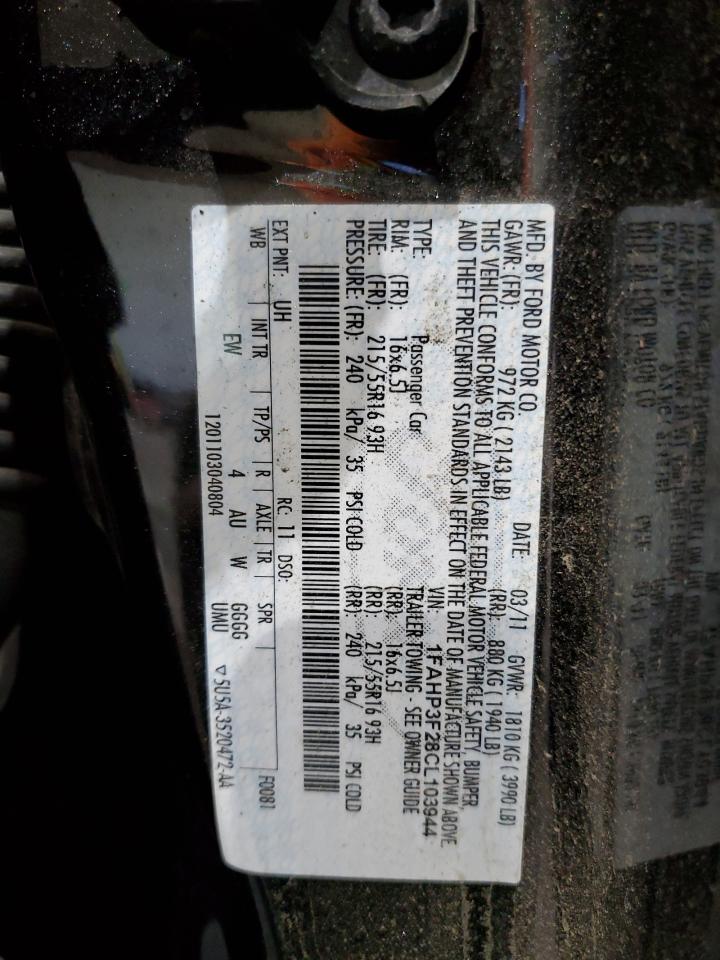 MFD. BY FORD MOTOR CO.
DATE: 03/11 GVWR: 1810 KG ( 3990 LB)
GAWR: (FR): 972 KG ( 2143 LB) (RR): 880 KG ( 1940 LB)
THIS VEHICLE CONFORMS TO ALL APPLICABLE FEDERAL MOTOR VEHICLE SAFETY, BUMPER,
AND THEFT PREVENTION STANDARDS IN EFFECT ON THE DATE OF MANUFACTURE SHOWN ABOVE.
VIN: 1FAHP3F28CL103944
TYPE: Passenger Car TRAILER TOWING - SEE OWNER GUIDE
RIM: (FR): 16x6.5J (RR): 16x6.5J
TIRE: (FR): 215/55R16 93H (RR): 215/55R16 93H
PRESSURE: (FR): 240 kPa/ 35 PSI COLD (RR): 240 kPa/ 35 PSI COLD
EXT PNT: UH RC: 11 DSO: F0081
WB INT TR TP/PS R AXLE TR SPR
EW 4 AU W GGGG
UMU
1201103040804
▽5U5A-3520472-AA